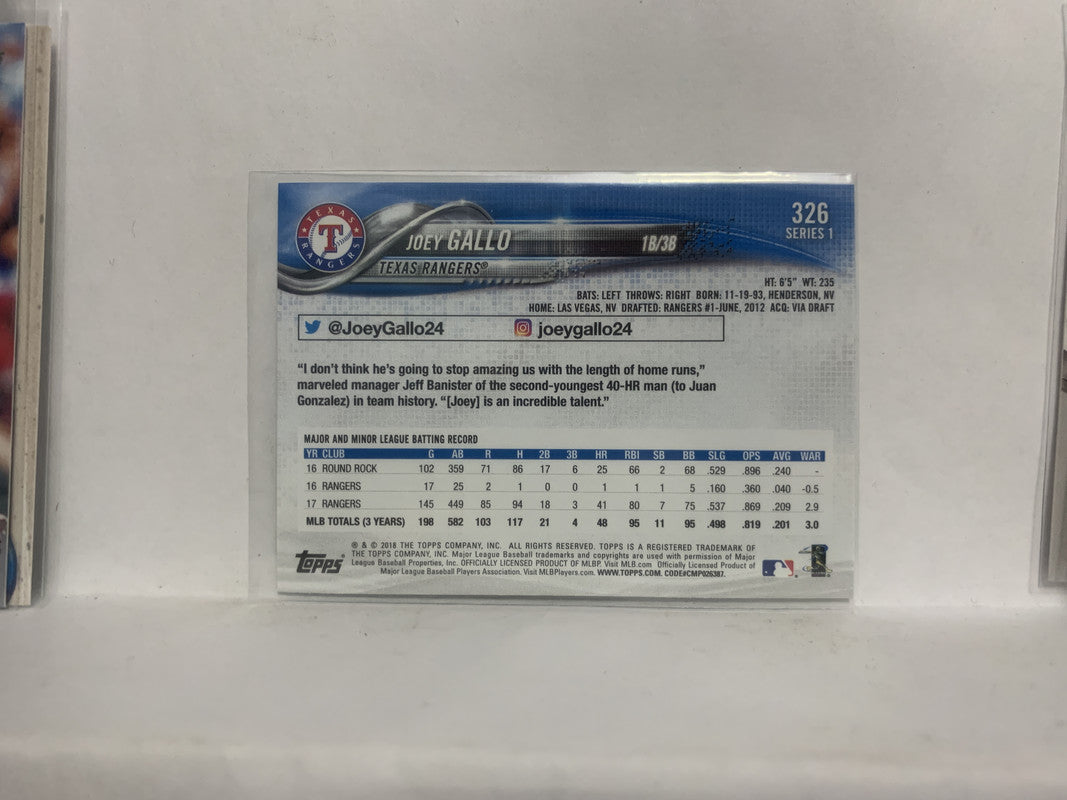 TEXAS
T
RANGERS
JOEY GALLO
1B/3B
TEXAS RANGERS®
326
SERIES 1
HT: 6'5" WT: 235
BATS: LEFT THROWS: RIGHT BORN: 11-19-93, HENDERSON, NV
HOME: LAS VEGAS, NV DRAFTED: RANGERS #1-JUNE, 2012 ACQ: VIA DRAFT
@JoeyGallo24 joeygallo24
“I don’t think he’s going to stop amazing us with the length of home runs,”
marveled manager Jeff Banister of the second-youngest 40-HR man (to Juan
Gonzalez) in team history. “[Joey] is an incredible talent.”
MAJOR AND MINOR LEAGUE BATTING RECORD
YR CLUB G AB R H 2B 3B HR RBI SB BB SLG OPS AVG WAR
16 ROUND ROCK 102 359 71 86 17 6 25 66 2 68 .529 .896 .240 -
16 RANGERS 17 25 2 1 0 0 1 1 1 5 .160 .360 .040 -0.5
17 RANGERS 145 449 85 94 18 3 41 80 7 75 .537 .869 .209 2.9
MLB TOTALS (3 YEARS) 198 582 103 117 21 4 48 95 11 95 .498 .819 .201 3.0
Topps
® & © 2018 THE TOPPS COMPANY, INC. ALL RIGHTS RESERVED. TOPPS IS A REGISTERED TRADEMARK OF
THE TOPPS COMPANY, INC. Major League Baseball trademarks and copyrights are used with permission of Major
League Baseball Properties, Inc. OFFICIALLY LICENSED PRODUCT OF MLBP. Visit MLB.com Officially Licensed Product of
Major League Baseball Players Association. Visit MLBPlayers.com. WWW.TOPPS.COM. CODE#CMP026387.